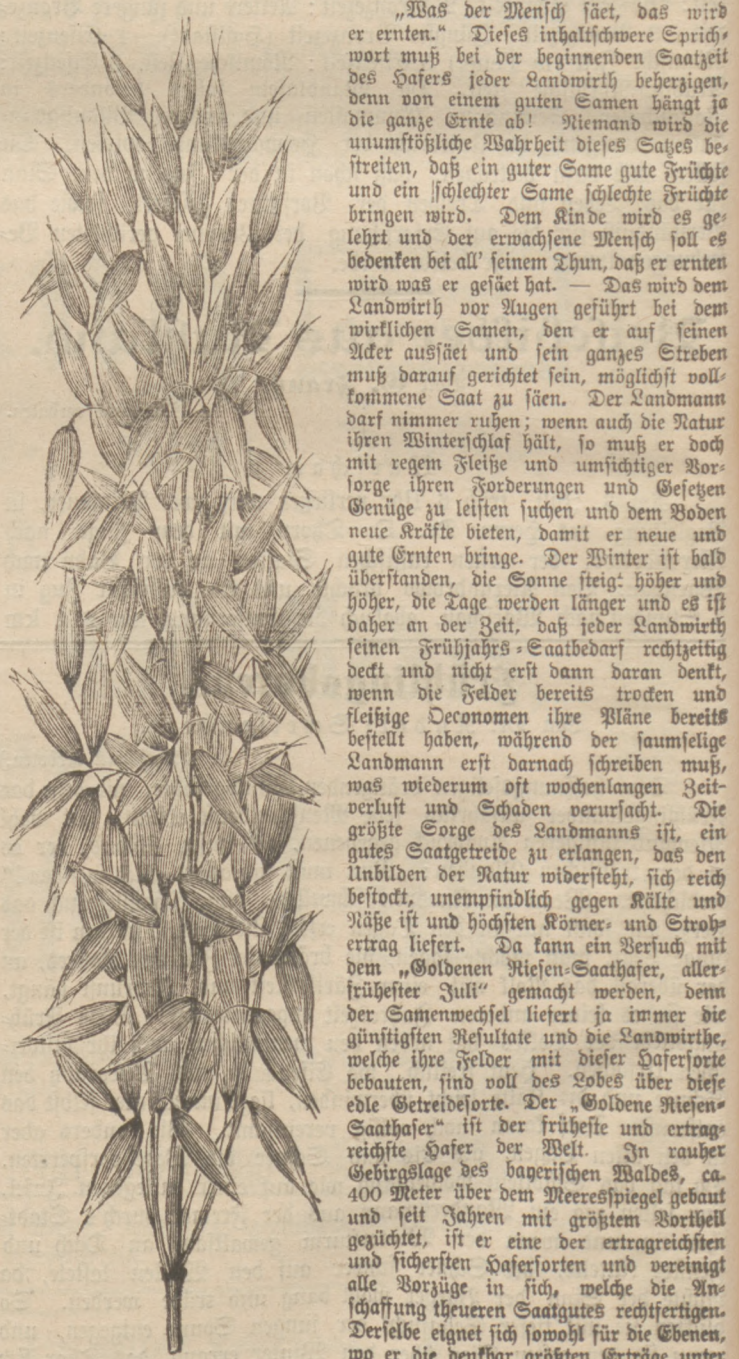 „Was der Mensch säet, das wird
er ernten.“ Dieses inhaltschwere Sprich-
wort muß bei der beginnenden Saatzeit
des Hafers jeder Landwirth beherzigen,
denn von einem guten Samen hängt ja
die ganze Ernte ab! Niemand wird die
unumstößliche Wahrheit dieses Satzes be-
streiten, daß ein guter Same gute Früchte
und ein schlechter Same schlechte Früchte
bringen wird. Dem Kinde wird es ge-
lehrt und der erwachsene Mensch soll es
bedenken bei all' seinem Thun, daß er ernten
wird was er gesäet hat. — Das wird dem
Landwirth vor Augen geführt bei dem
wirklichen Samen, den er auf seinen
Acker aussäet und sein ganzes Streben
muß darauf gerichtet sein, möglichst voll-
kommene Saat zu säen. Der Landmann
darf nimmer ruhen; wenn auch die Natur
ihren Winterschlaf hält, so muß er doch
mit regem Fleiße und umsichtiger Vor-
sorge ihren Forderungen und Gesetzen
Genüge zu leisten suchen und dem Boden
neue Kräfte bieten, damit er neue und
gute Ernten bringe. Der Winter ist bald
überstanden, die Sonne steigt höher und
höher, die Tage werden länger und es ist
daher an der Zeit, daß jeder Landwirth
seinen Frühjahrs-Saatbedarf rechtzeitig
deckt und nicht erst dann daran denkt,
wenn die Felder bereits trocken und
fleißige Oeconomen ihre Pläne bereits
bestellt haben, während der saumselige
Landmann erst darnach schreiben muß,
was wiederum oft wochenlangen Zeit-
verlust und Schaden verursacht. Die
größte Sorge des Landmanns ist, ein
gutes Saatgetreide zu erlangen, das den
Unbilden der Natur widersteht, sich reich
bestockt, unempfindlich gegen Kälte und
Näße ist und höchsten Körner- und Stroh-
ertrag liefert. Da kann ein Versuch mit
dem „Goldenen Riesen-Saathafer, aller-
frühester Juli“ gemacht werden, denn
der Samenwechsel liefert ja immer die
günstigsten Resultate und die Landwirthe,
welche ihre Felder mit dieser Hafersorte
bebauten, sind voll des Lobes über diese
edle Getreidesorte. Der „Goldene Riesen-
Saathafer“ ist der früheste und ertrag-
reichste Hafer der Welt. In rauher
Gebirgslage des bayerischen Waldes, ca.
400 Meter über dem Meeresspiegel gebaut
und seit Jahren mit größtem Vortheil
gezüchtet, ist er eine der ertragreichsten
und sichersten Hafersorten und vereinigt
alle Vorzüge in sich, welche die An-
schaffung theueren Saatgutes rechtfertigen.
Derselbe eignet sich sowohl für die Ebenen,
wo er die denkbar größten Erträge unter